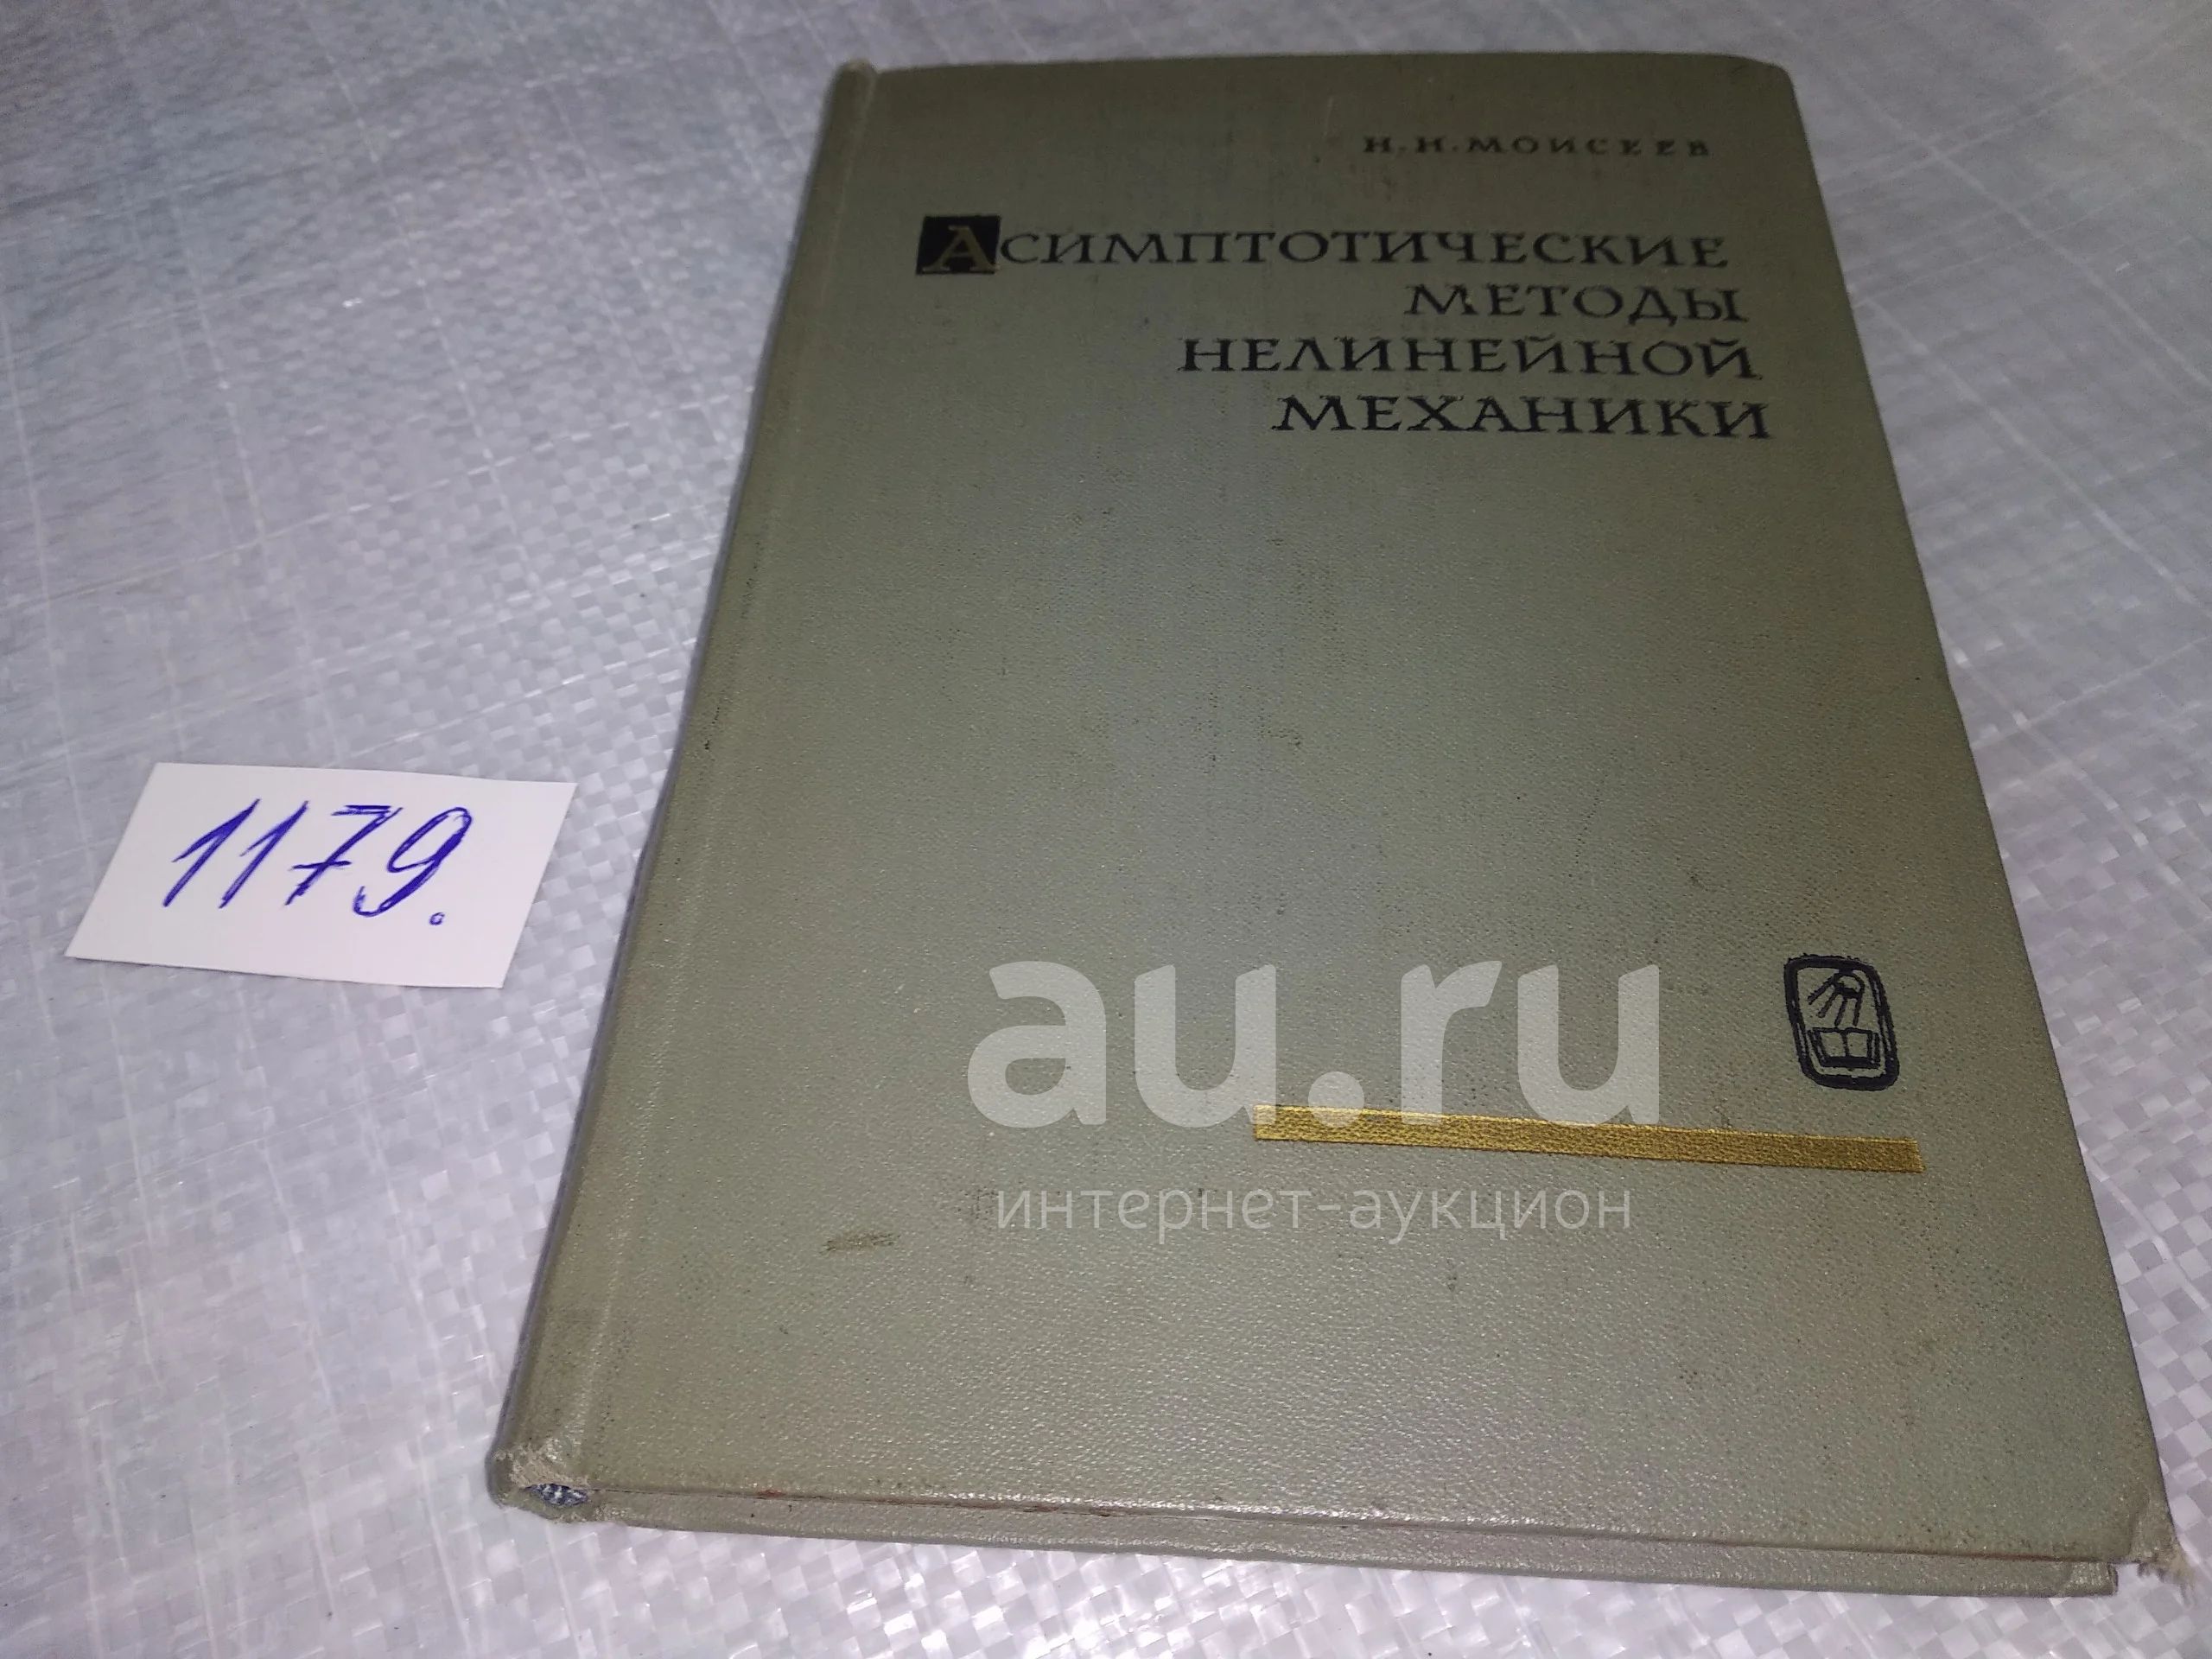 Н. Н. МОИСЕЕВ
АСИМПТОТИЧЕСКИЕ
МЕТОДЫ
НЕЛИНЕЙНОЙ
МЕХАНИКИ
1179.
au.ru
интернет-аукцион